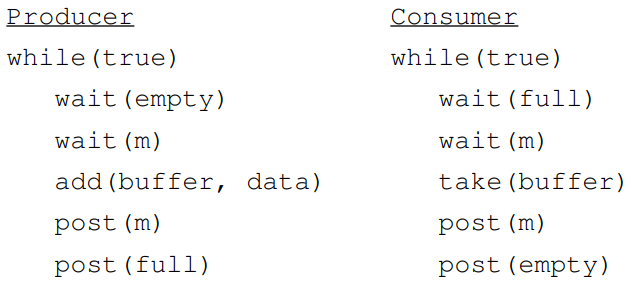 Producer
while(true)
wait(empty)
wait(m)
add(buffer, data)
post(m)
post(full)
Consumer
while(true)
wait(full)
wait(m)
take(buffer)
post(m)
post(empty)